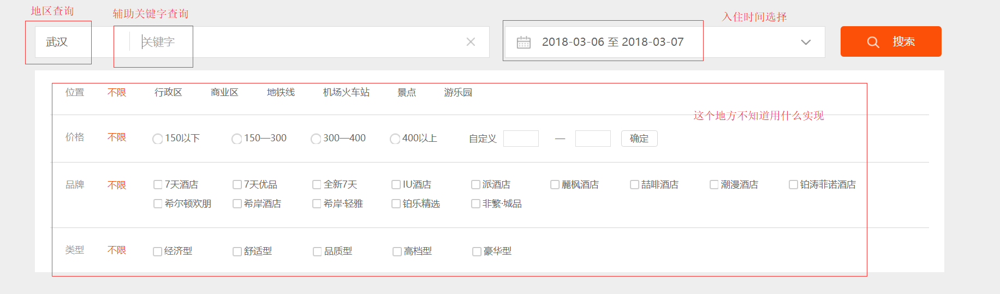 地区查询 辅助关键字查询 入住时间选择
武汉 关键字 2018-03-06 至 2018-03-07 搜索
位置 不限 行政区 商业区 地铁线 机场火车站 景点 游乐园
这个地方不知道用什么实现
价格 不限 150以下 150—300 300—400 400以上 自定义 — 确定
品牌 不限 7天酒店 7天优品 全新7天 IU酒店 派酒店 麗枫酒店 喆啡酒店 潮漫酒店 铂涛菲诺酒店
希尔顿欢朋 希岸酒店 希岸·轻雅 铂乐精选 非繁·城品
类型 不限 经济型 舒适型 品质型 高档型 豪华型